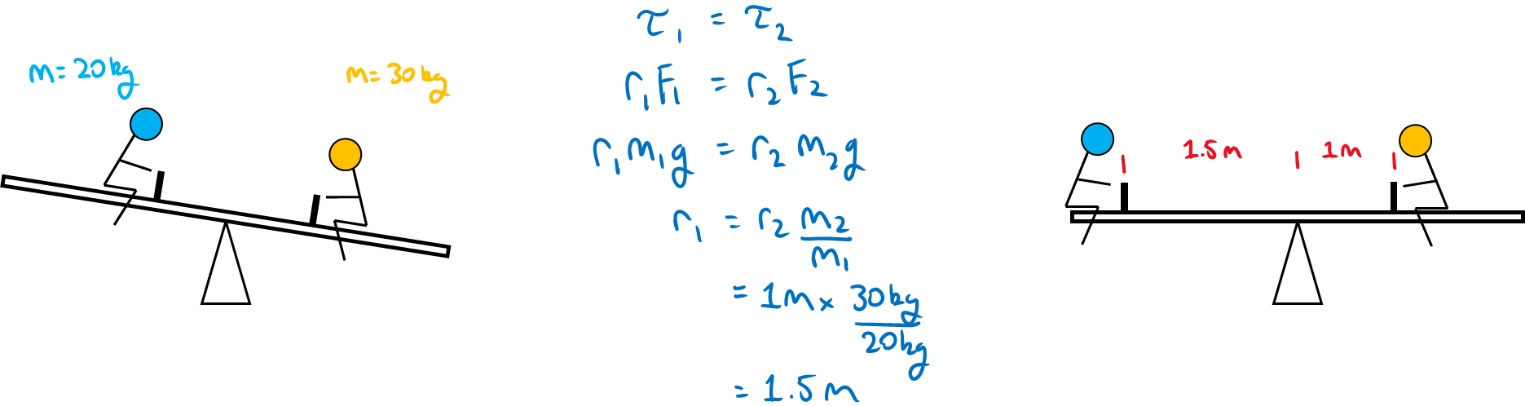 m = 20kg
m = 30kg
τ₁ = τ₂
r₁F₁ = r₂F₂
r₁m₁g = r₂m₂g
r₁ = r₂ m₂/m₁
= 1m × 30kg/20kg
= 1.5m
1.5m
1m